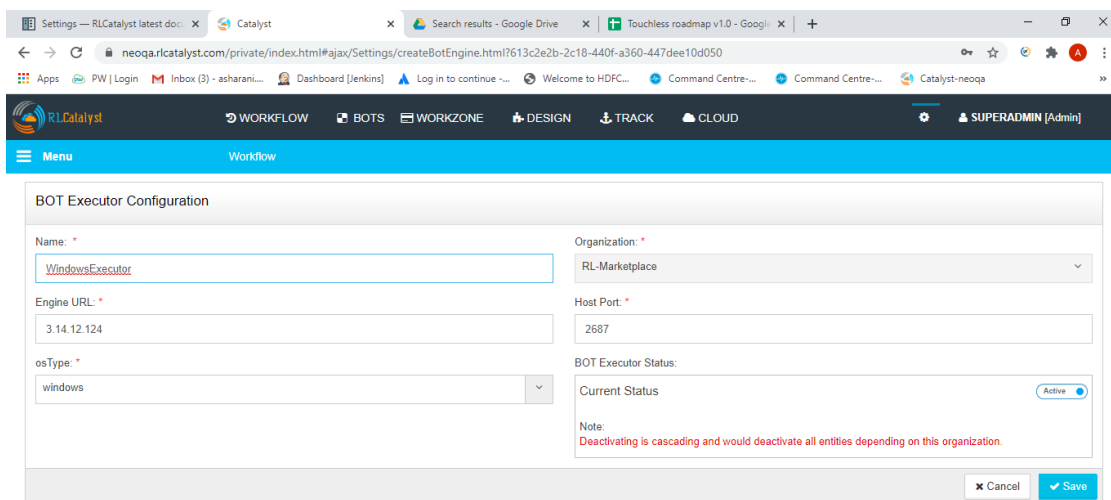 Settings — RLCatalyst latest docu
Catalyst
Search results - Google Drive
Touchless roadmap v1.0 - Google
neoqa.rlcatalyst.com/private/index.html#ajax/Settings/createBotEngine.html?613c2e2b-2c18-440f-a360-447dee10d050
A
Apps
PW | Login
Inbox (3) - asharani....
Dashboard [Jenkins]
Log in to continue -...
Welcome to HDFC...
Command Centre-...
Command Centre-...
Catalyst-neoqa
»
RLCatalyst
WORKFLOW
BOTS
WORKZONE
DESIGN
TRACK
CLOUD
SUPERADMIN [Admin]
Menu
Workflow
BOT Executor Configuration
Name: *
Organization: *
WindowsExecutor
RL-Marketplace
Engine URL: *
Host Port: *
3.14.12.124
2687
osType: *
BOT Executor Status:
windows
Current Status
Active
Note:
Deactivating is cascading and would deactivate all entities depending on this organization.
Cancel
Save